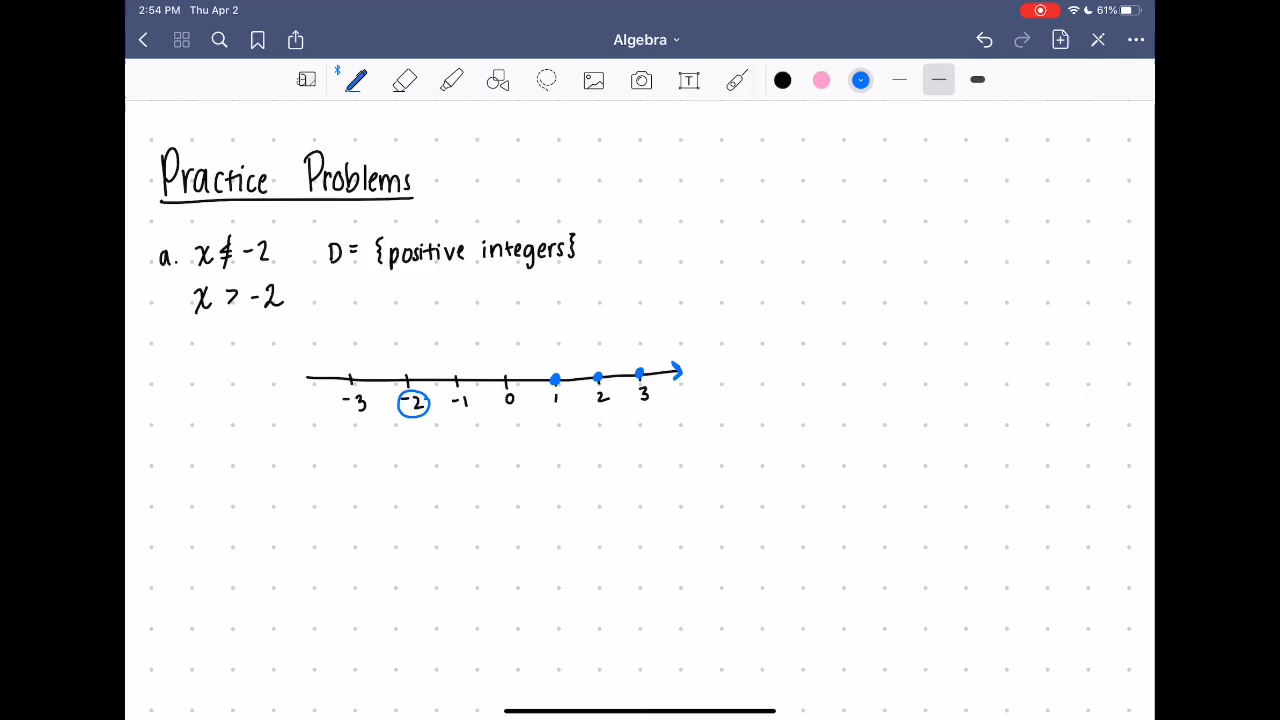 2:54 PM Thu Apr 2 61%
Algebra
T
Practice Problems
a. x ≮ -2 D = {positive integers}
x > -2
-3 -2 -1 0 1 2 3